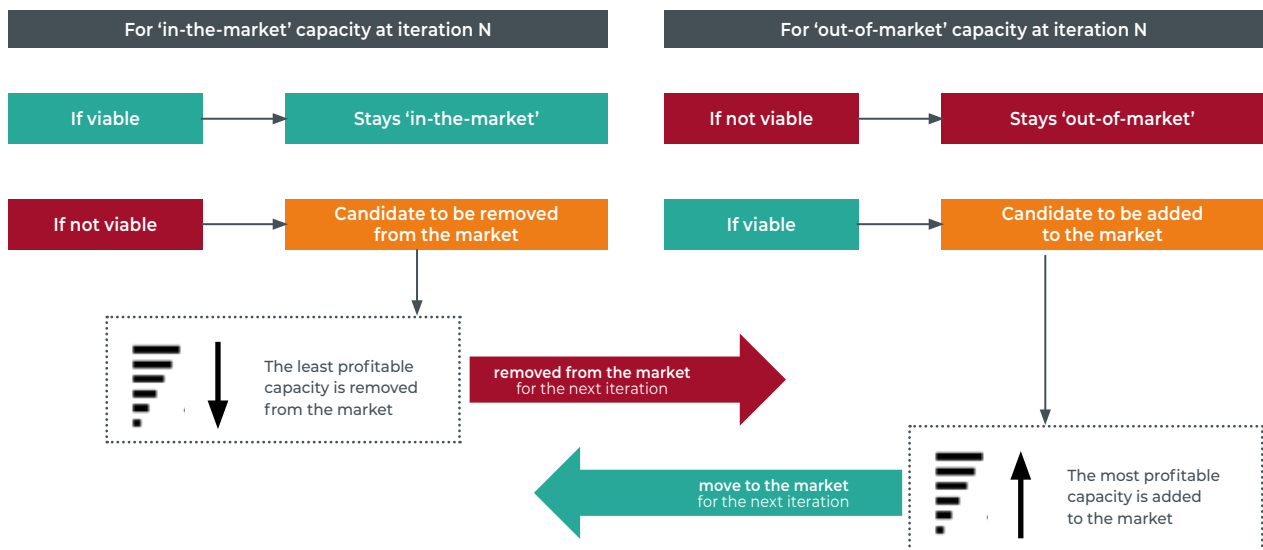 For ‘in-the-market’ capacity at iteration N
If viable
Stays ‘in-the-market’
If not viable
Candidate to be removed
from the market
The least profitable
capacity is removed
from the market
removed from the market
for the next iteration
For ‘out-of-market’ capacity at iteration N
If not viable
Stays ‘out-of-market’
If viable
Candidate to be added
to the market
The most profitable
capacity is added
to the market
move to the market
for the next iteration